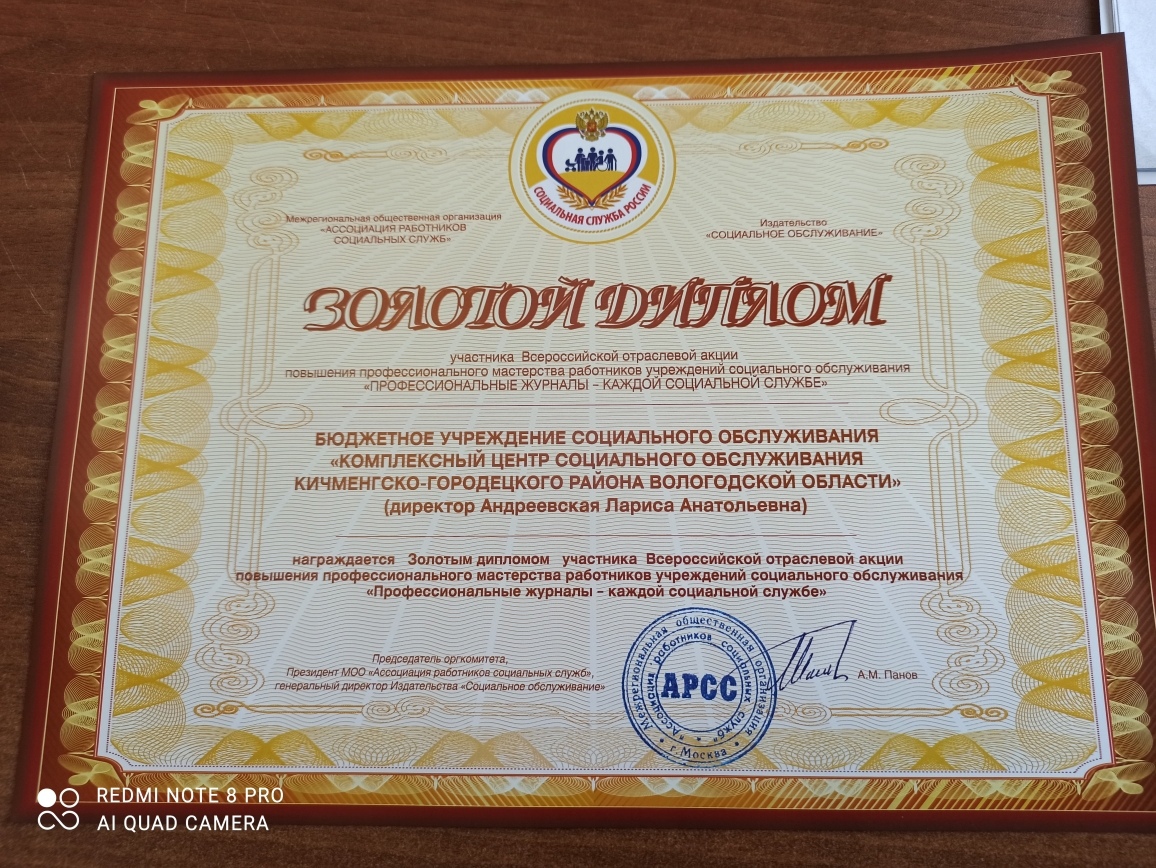 СОЦИАЛЬНАЯ СЛУЖБА РОССИИ
Межрегиональная общественная организация
«АССОЦИАЦИЯ РАБОТНИКОВ
СОЦИАЛЬНЫХ СЛУЖБ»
Издательство
«СОЦИАЛЬНОЕ ОБСЛУЖИВАНИЕ»
ЗОЛОТОЙ ДИПЛОМ
участника Всероссийской отраслевой акции
повышения профессионального мастерства работников учреждений социального обслуживания
«ПРОФЕССИОНАЛЬНЫЕ ЖУРНАЛЫ – КАЖДОЙ СОЦИАЛЬНОЙ СЛУЖБЕ»
БЮДЖЕТНОЕ УЧРЕЖДЕНИЕ СОЦИАЛЬНОГО ОБСЛУЖИВАНИЯ
«КОМПЛЕКСНЫЙ ЦЕНТР СОЦИАЛЬНОГО ОБСЛУЖИВАНИЯ
КИЧМЕНГСКО-ГОРОДЕЦКОГО РАЙОНА ВОЛОГОДСКОЙ ОБЛАСТИ»
(директор Андреевская Лариса Анатольевна)
награждается Золотым дипломом участника Всероссийской отраслевой акции
повышения профессионального мастерства работников учреждений социального обслуживания
«Профессиональные журналы – каждой социальной службе»
Председатель оргкомитета,
Президент МОО «Ассоциация работников социальных служб»,
генеральный директор Издательства «Социальное обслуживание»
Межрегиональная общественная организация
«Ассоциация работников социальных служб»
АРСС
г. Москва
А.М. Панов
REDMI NOTE 8 PRO
AI QUAD CAMERA